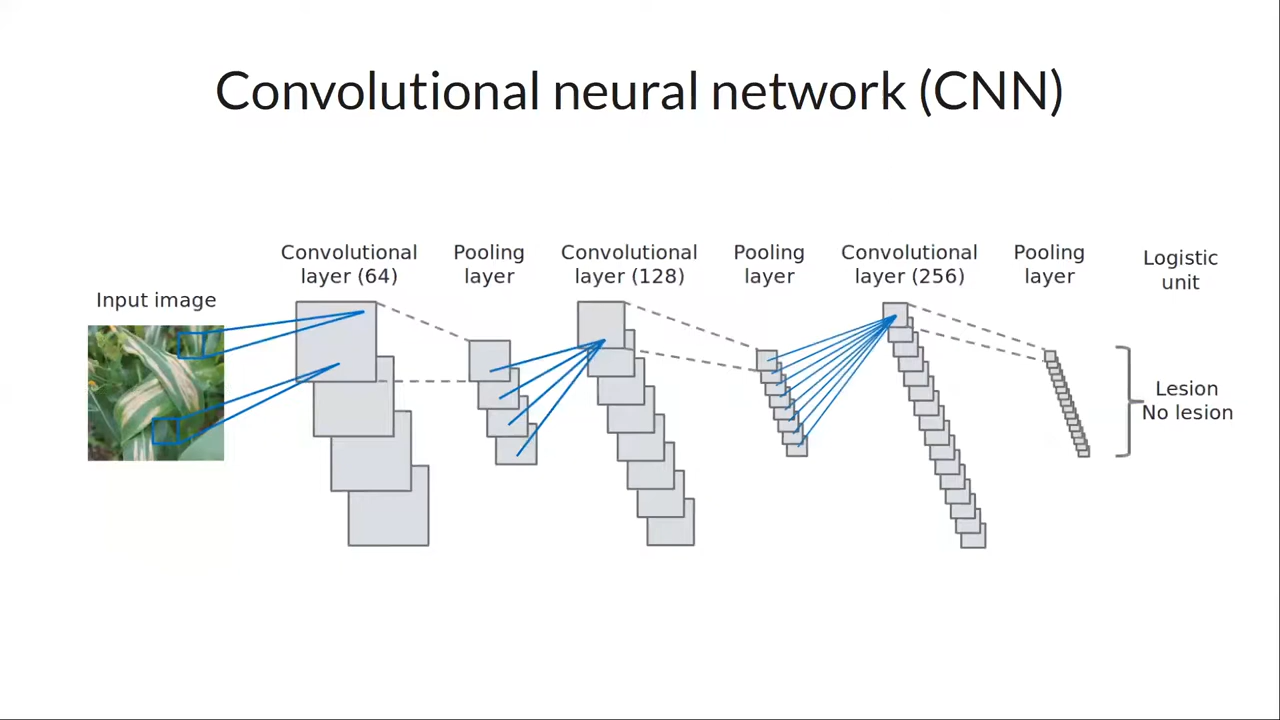 Convolutional neural network (CNN)
Input image
Convolutional
layer (64)
Pooling
layer
Convolutional
layer (128)
Pooling
layer
Convolutional
layer (256)
Pooling
layer
Logistic
unit
Lesion
No lesion